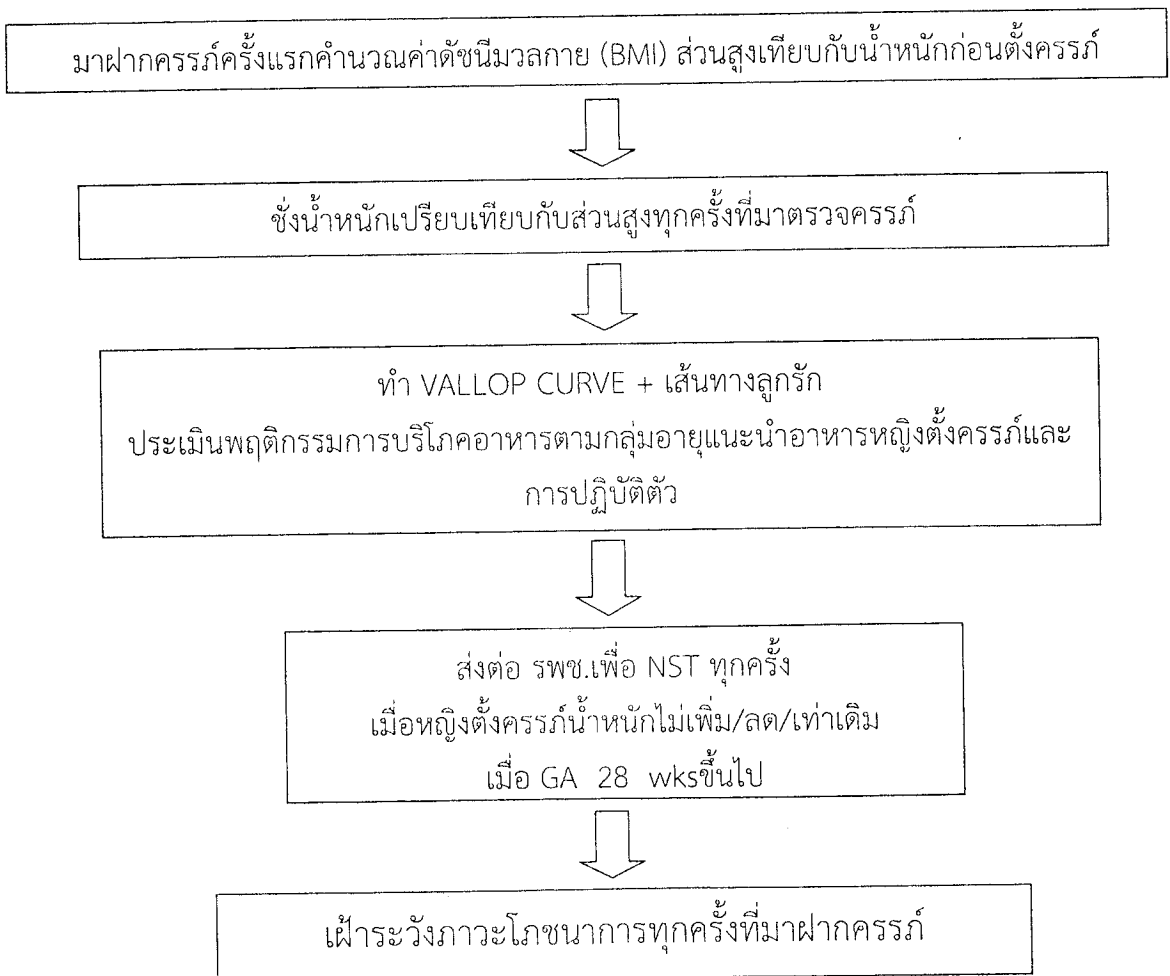 มาฝากครรภ์ครั้งแรกคำนวณค่าดัชนีมวลกาย (BMI) ส่วนสูงเทียบกับน้ำหนักก่อนตั้งครรภ์
ชั่งน้ำหนักเปรียบเทียบกับส่วนสูงทุกครั้งที่มาตรวจครรภ์
ทำ VALLOP CURVE + เส้นทางลูกรัก
ประเมินพฤติกรรมการบริโภคอาหารตามกลุ่มอายุแนะนำอาหารหญิงตั้งครรภ์และ
การปฏิบัติตัว
ส่งต่อ รพช.เพื่อ NST ทุกครั้ง
เมื่อหญิงตั้งครรภ์น้ำหนักไม่เพิ่ม/ลด/เท่าเดิม
เมื่อ GA 28 wksขึ้นไป
เฝ้าระวังภาวะโภชนาการทุกครั้งที่มาฝากครรภ์